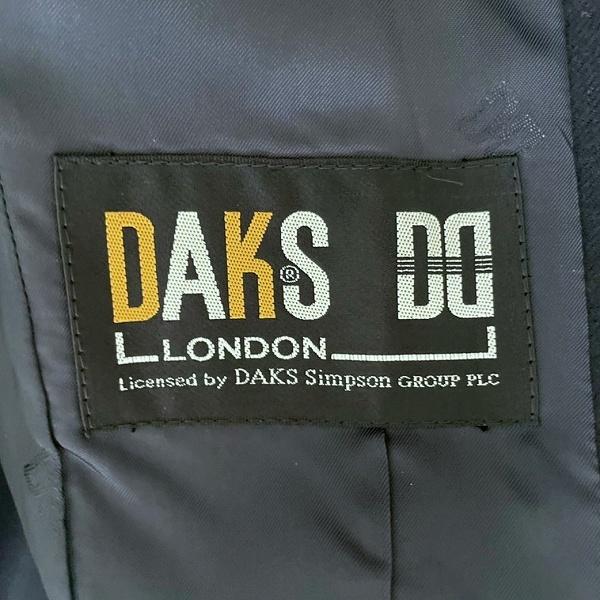 DAKS® DD
LONDON
Licensed by DAKS Simpson GROUP PLC